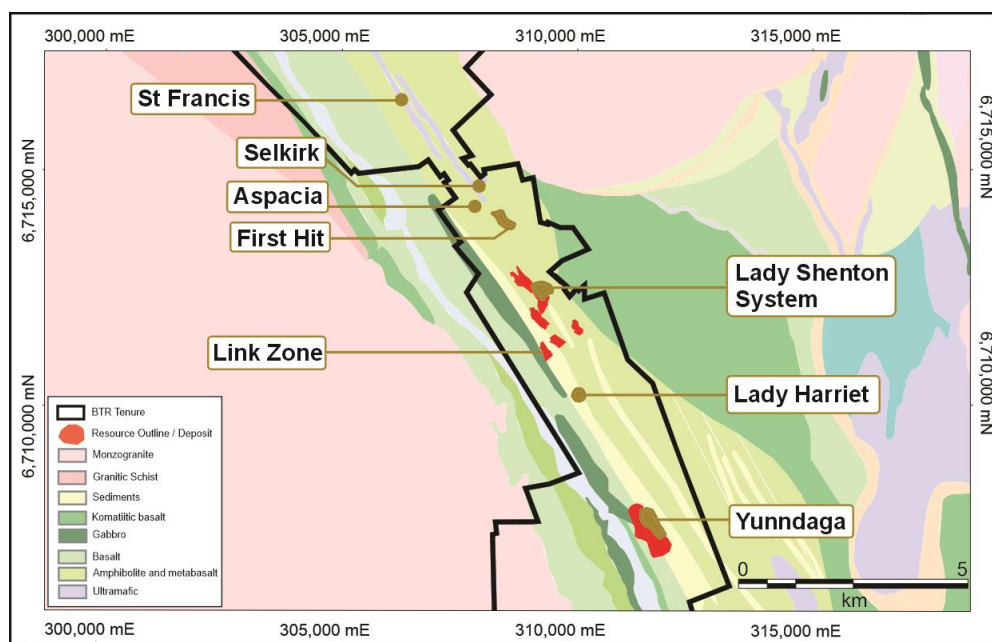 300,000 mE
305,000 mE
310,000 mE
315,000 mE
St Francis
Selkirk
Aspacia
First Hit
Link Zone
Lady Shenton
System
Lady Harriet
Yunndaga
6,715,000 mN
6,710,000 mN
6,715,000 mN
6,710,000 mN
BTR Tenure
Resource Outline / Deposit
Monzogranite
Granitic Schist
Sediments
Komatiitic basalt
Gabbro
Basalt
Amphibolite and metabasalt
Ultramafic
0 5
km
300,000 mE
305,000 mE
310,000 mE
315,000 mE